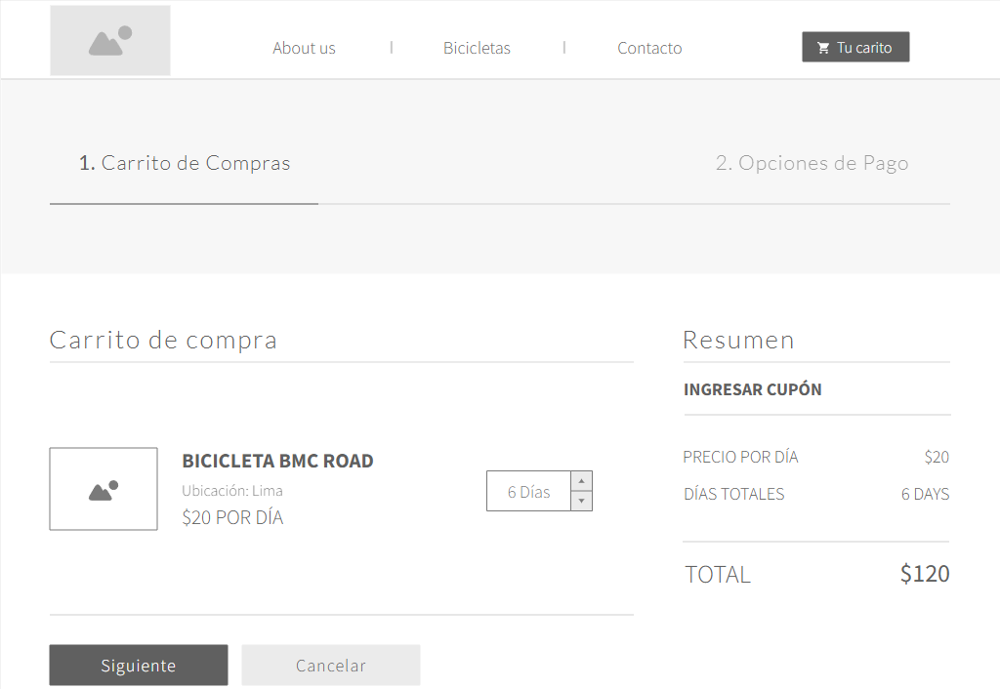 About us | Bicicletas | Contacto
Tu carito
1. Carrito de Compras
2. Opciones de Pago
Carrito de compra
BICICLETA BMC ROAD
Ubicación: Lima
$20 POR DÍA
6 Días
Siguiente
Cancelar
Resumen
INGRESAR CUPÓN
PRECIO POR DÍA $20
DÍAS TOTALES 6 DAYS
TOTAL $120